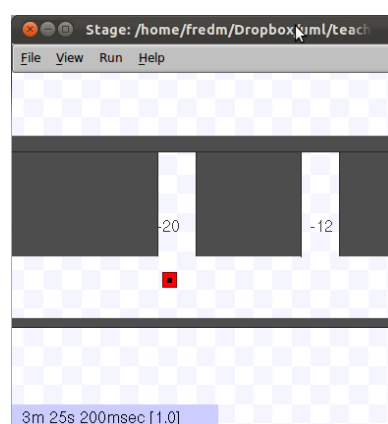 Stage: /home/fredm/Dropbox/uml/teach
File View Run Help
-20 -12
3m 25s 200msec [1.0]